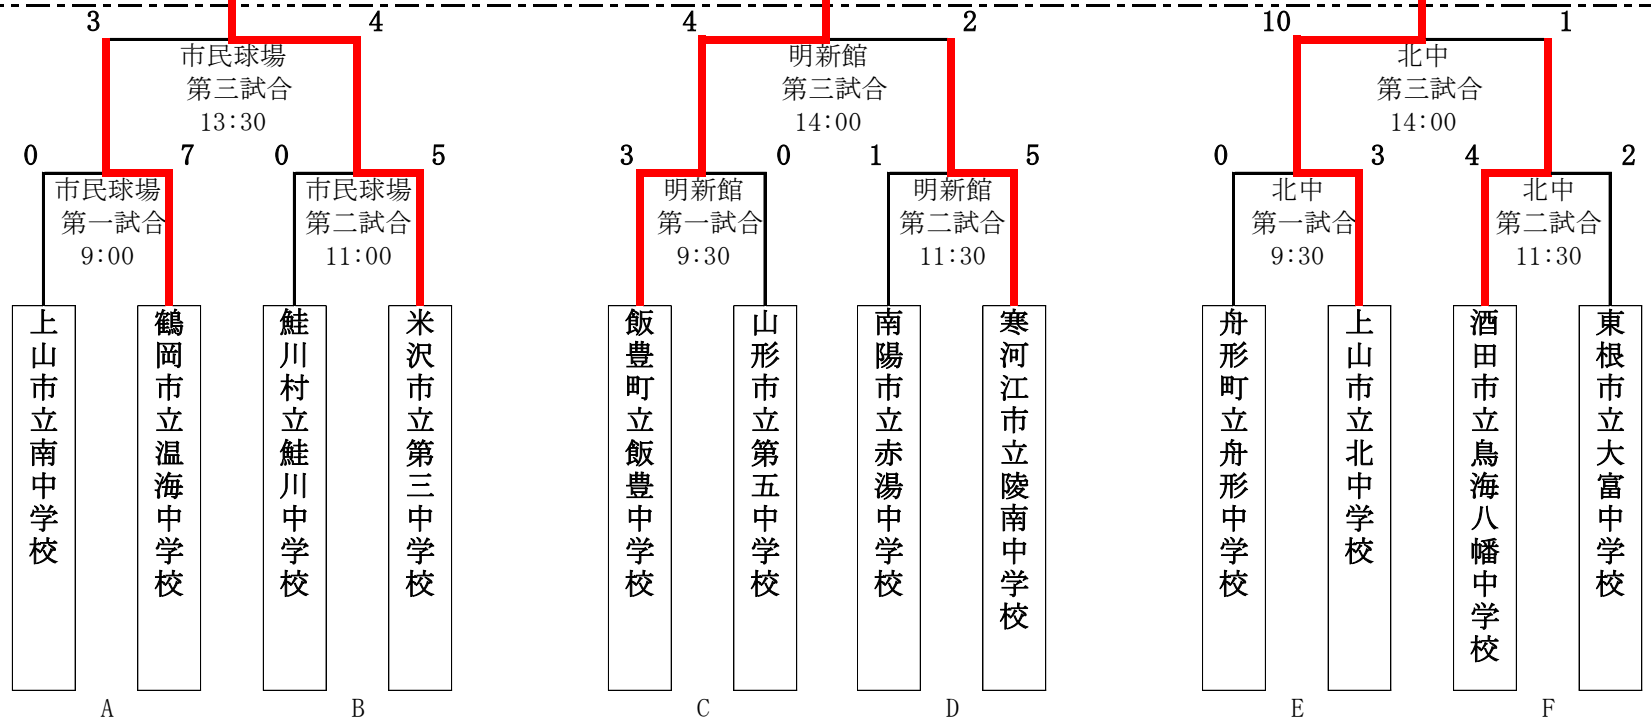 3 4 4 2 10 1
市民球場 明新館 北中
第三試合 第三試合 第三試合
13:30 14:00 14:00
0 7 0 5 3 0 1 5 0 3 4 2
市民球場 市民球場 明新館 明新館 北中 北中
第一試合 第二試合 第一試合 第二試合 第一試合 第二試合
9:00 11:00 9:30 11:30 9:30 11:30
上山市立南中学校
鶴岡市立温海中学校
鮭川村立鮭川中学校
米沢市立第三中学校
飯豊町立飯豊中学校
山形市立第五中学校
南陽市立赤湯中学校
寒河江市立陵南中学校
舟形町立舟形中学校
上山市立北中学校
酒田市立鳥海八幡中学校
東根市立大富中学校
A B C D E F